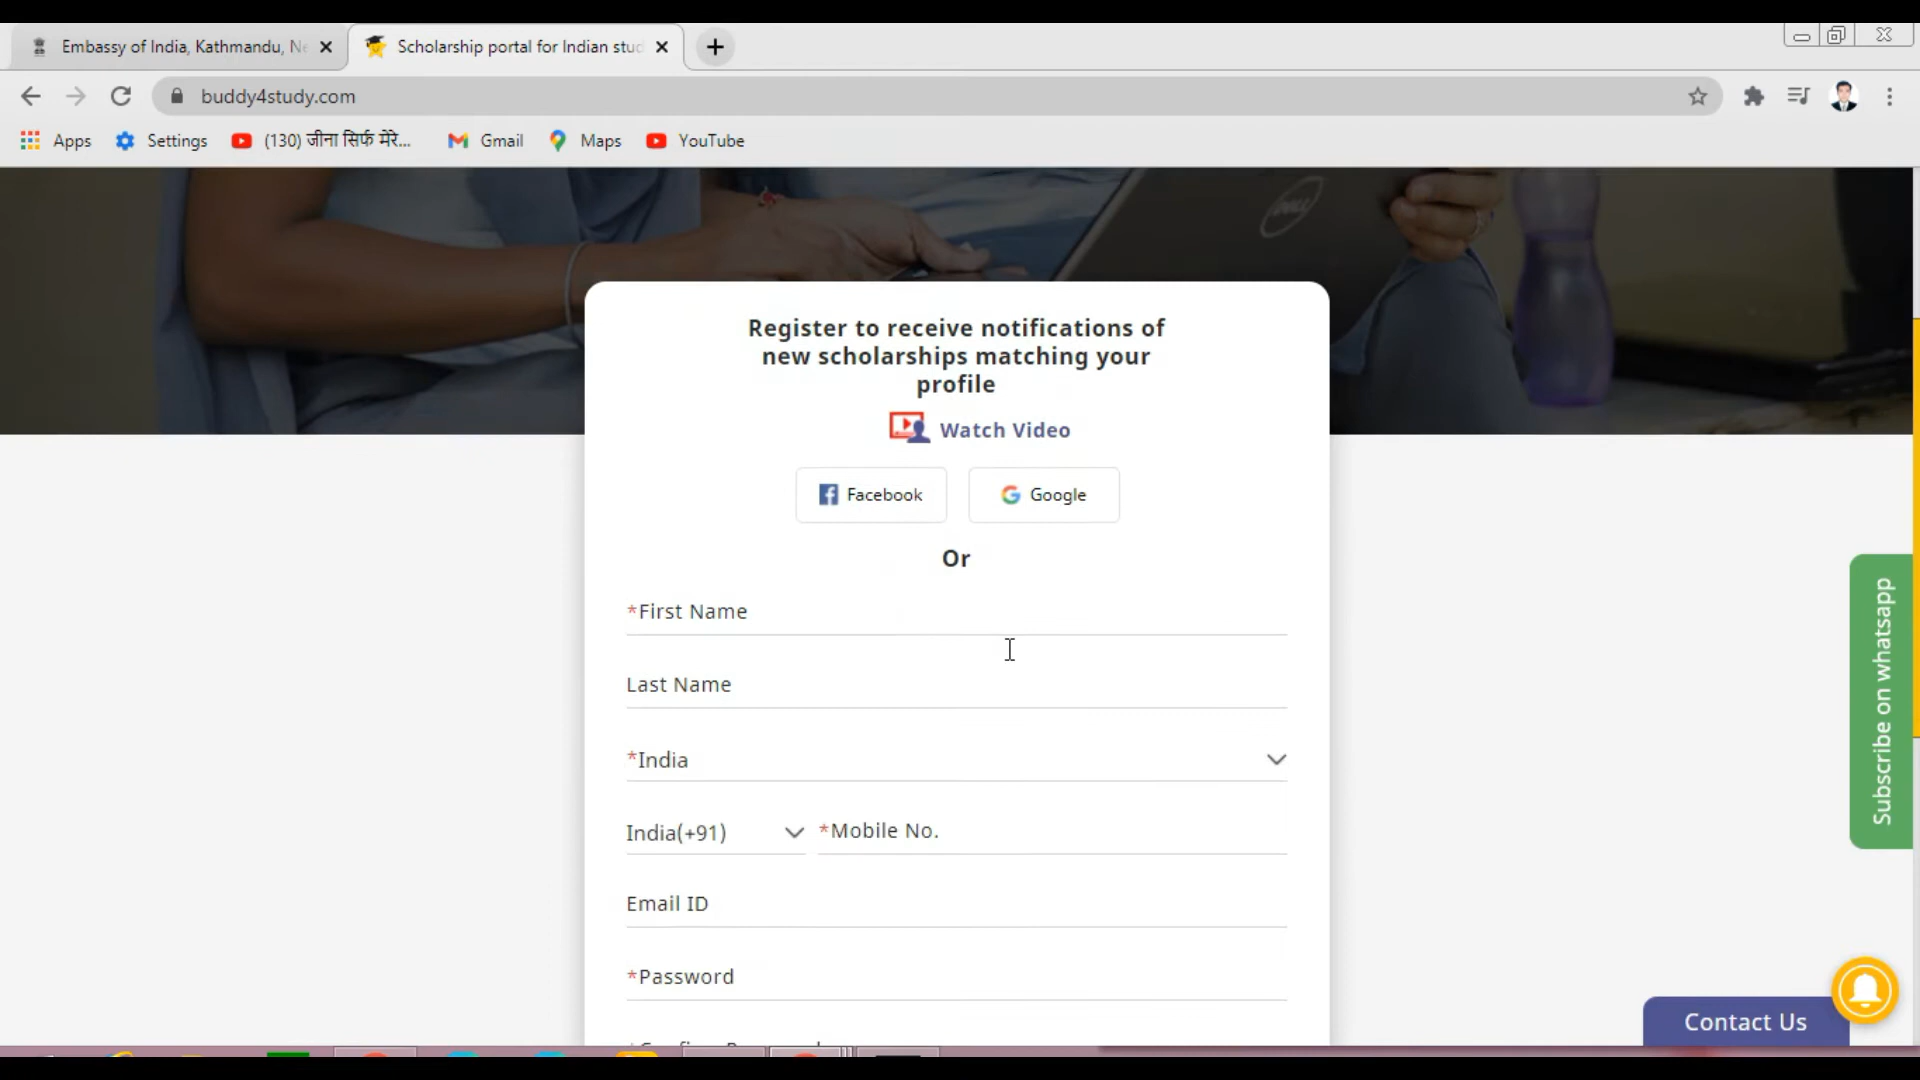 Embassy of India, Kathmandu, Ne
Scholarship portal for Indian stud
buddy4study.com
Apps
Settings
(130) जीना सिर्फ मेरे...
Gmail
Maps
YouTube
DELL
Register to receive notifications of
new scholarships matching your
profile
Watch Video
Facebook
Google
Or
*First Name
Last Name
*India
India(+91)
*Mobile No.
Email ID
*Password
Subscribe on whatsapp
Contact Us